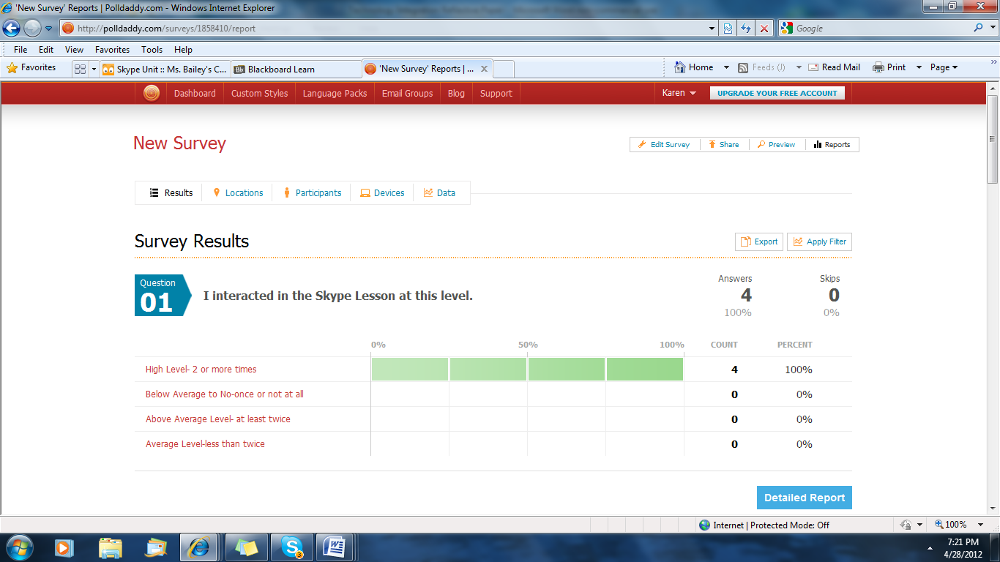 'New Survey' Reports | Polldaddy.com - Windows Internet Explorer
http://polldaddy.com/surveys/1858410/report
Google
File Edit View Favorites Tools Help
Favorites
Skype Unit :: Ms. Bailey's C...
Bb Blackboard Learn
'New Survey' Reports | ...
Home Feeds (J) Read Mail Print Page
Dashboard Custom Styles Language Packs Email Groups Blog Support Karen UPGRADE YOUR FREE ACCOUNT
New Survey
Edit Survey Share Preview Reports
Results Locations Participants Devices Data
Survey Results
Export Apply Filter
Question
01
I interacted in the Skype Lesson at this level.
Answers
4
100%
Skips
0
0%
0% 50% 100% COUNT PERCENT
High Level- 2 or more times 4 100%
Below Average to No-once or not at all 0 0%
Above Average Level- at least twice 0 0%
Average Level-less than twice 0 0%
Detailed Report
Internet | Protected Mode: Off
100%
3
7:21 PM
4/28/2012